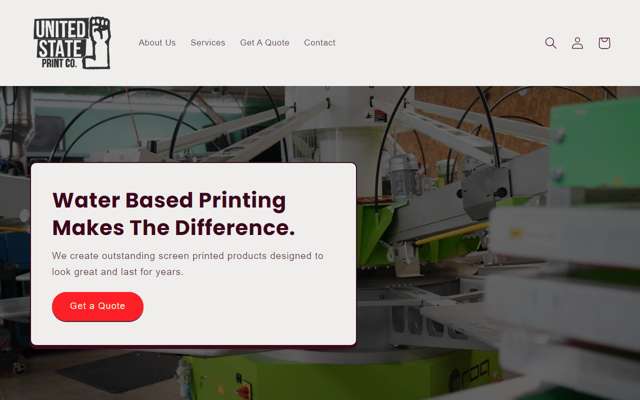 UNITED
STATE
PRINT CO.
About Us
Services
Get A Quote
Contact
Water Based Printing
Makes The Difference.
We create outstanding screen printed products designed to
look great and last for years.
Get a Quote